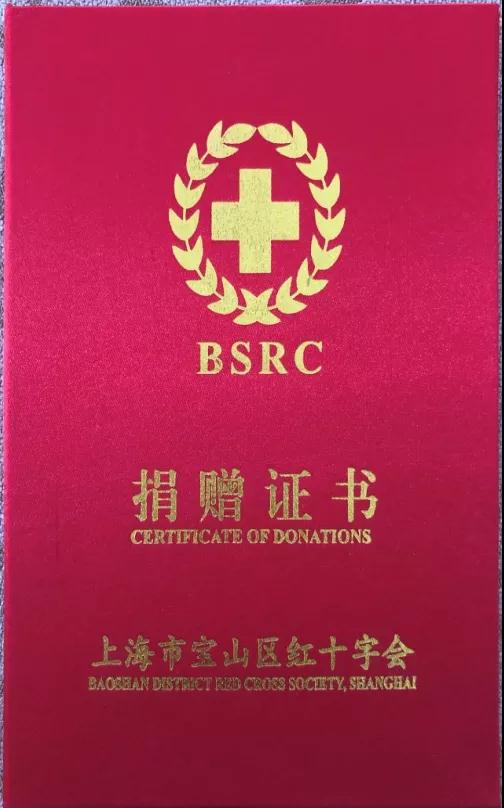 BSRC
捐赠证书
CERTIFICATE OF DONATIONS
上海市宝山区红十字会
BAOSHAN DISTRICT RED CROSS SOCIETY, SHANGHAI